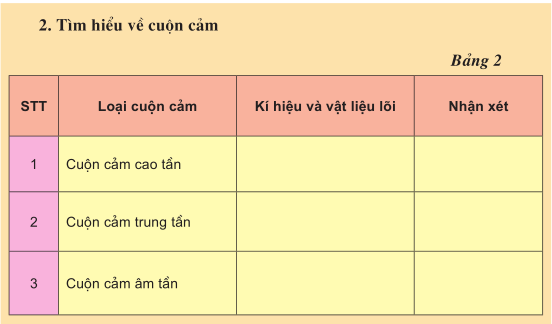 2. Tìm hiểu về cuộn cảm
Bảng 2
STT Loại cuộn cảm Kí hiệu và vật liệu lõi Nhận xét
1 Cuộn cảm cao tần
2 Cuộn cảm trung tần
3 Cuộn cảm âm tần